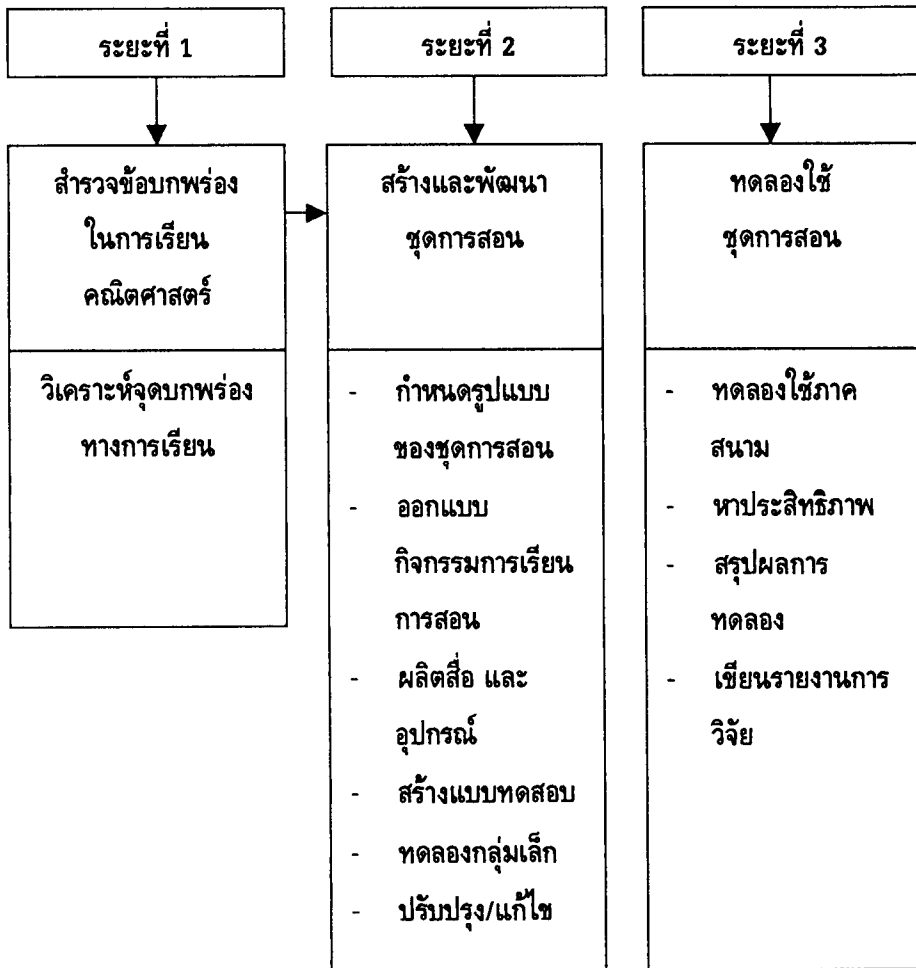 ระยะที่ 1
สำรวจข้อบกพร่อง
ในการเรียน
คณิตศาสตร์
วิเคราะห์จุดบกพร่อง
ทางการเรียน
ระยะที่ 2
สร้างและพัฒนา
ชุดการสอน
- กำหนดรูปแบบ
ของชุดการสอน
- ออกแบบ
กิจกรรมการเรียน
การสอน
- ผลิตสื่อ และ
อุปกรณ์
- สร้างแบบทดสอบ
- ทดลองกลุ่มเล็ก
- ปรับปรุง/แก้ไข
ระยะที่ 3
ทดลองใช้
ชุดการสอน
- ทดลองใช้ภาค
สนาม
- หาประสิทธิภาพ
- สรุปผลการ
ทดลอง
- เขียนรายงานการ
วิจัย